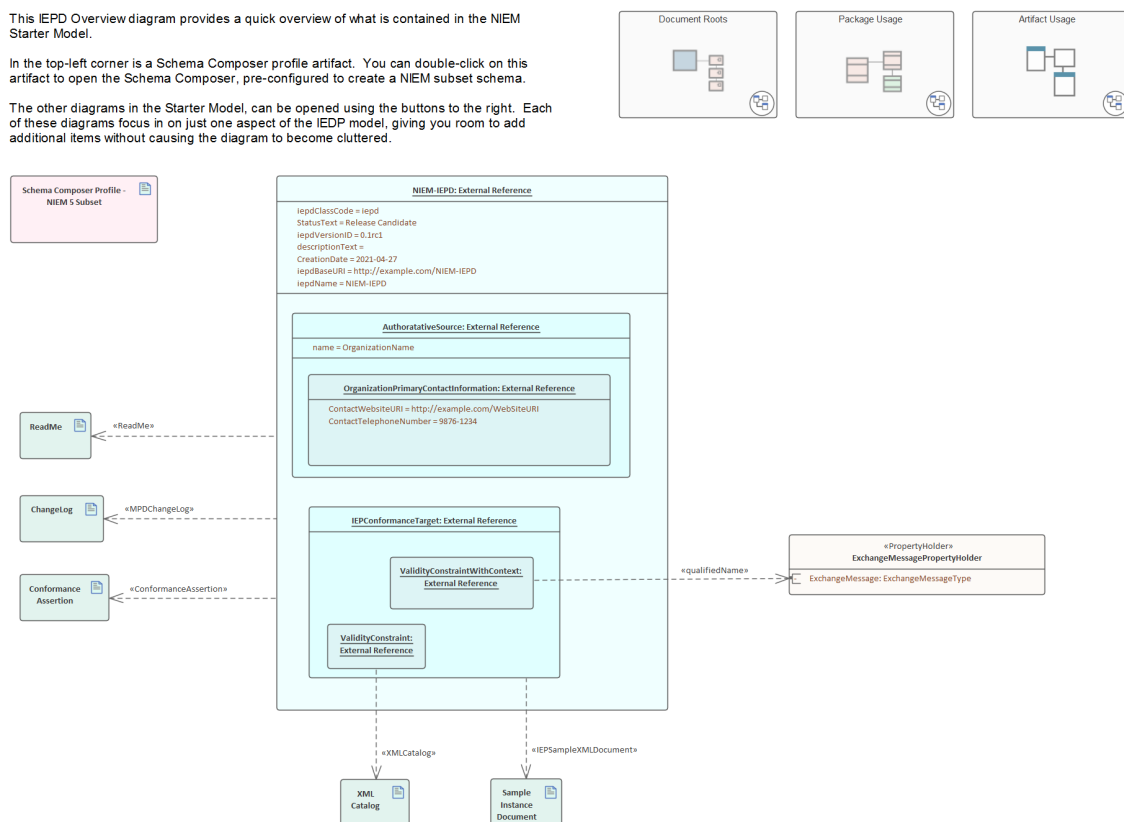 This IEPD Overview diagram provides a quick overview of what is contained in the NIEM
Starter Model.
In the top-left corner is a Schema Composer profile artifact.  You can double-click on this
artifact to open the Schema Composer, pre-configured to create a NIEM subset schema.
The other diagrams in the Starter Model, can be opened using the buttons to the right.  Each
of these diagrams focus in on just one aspect of the IEDP model, giving you room to add
additional items without causing the diagram to become cluttered.
Document Roots
Package Usage
Artifact Usage
Schema Composer Profile -
NIEM 5 Subset
NIEM-IEPD: External Reference
iepdClassCode = iepd
StatusText = Release Candidate
iepdVersionID = 0.1rc1
descriptionText =
CreationDate = 2021-04-27
iepdBaseURI = http://example.com/NIEM-IEPD
iepdName = NIEM-IEPD
AuthoratativeSource: External Reference
name = OrganizationName
OrganizationPrimaryContactInformation: External Reference
ContactWebsiteURI = http://example.com/WebSiteURI
ContactTelephoneNumber = 9876-1234
ReadMe
«ReadMe»
ChangeLog
«MPDChangeLog»
IEPConformanceTarget: External Reference
Conformance
Assertion
«ConformanceAssertion»
ValidityConstraintWithContext:
External Reference
«qualifiedName»
«PropertyHolder»
ExchangeMessagePropertyHolder
ExchangeMessage: ExchangeMessageType
ValidityConstraint:
External Reference
«XMLCatalog»
«IEPSampleXMLDocument»
XML
Catalog
Sample
Instance
Document